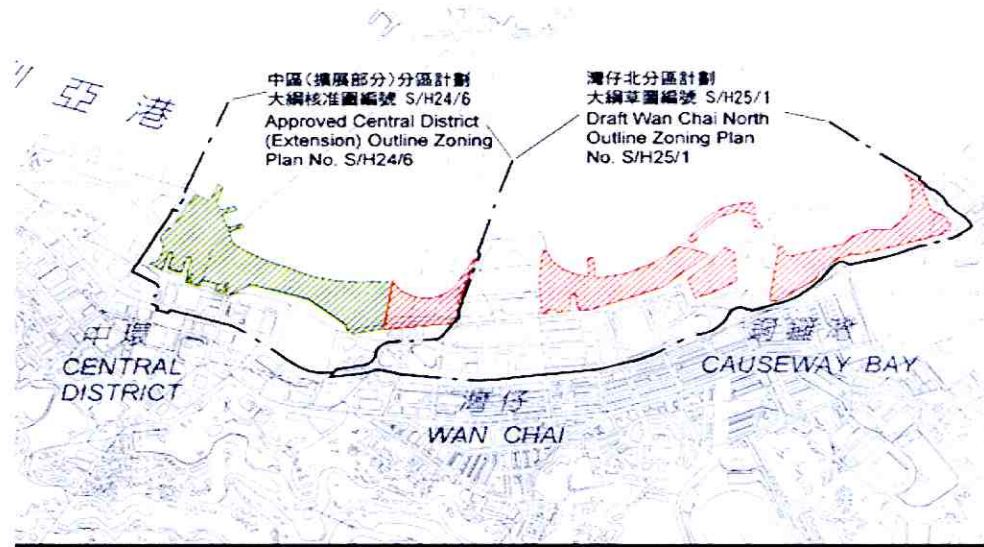 亞港
中區(擴展部分)分區計劃
大綱核准圖編號 S/H24/6
Approved Central District
(Extension) Outline Zoning
Plan No. S/H24/6
灣仔北分區計劃
大綱草圖編號 S/H25/1
Draft Wan Chai North
Outline Zoning Plan
No. S/H25/1
中環
CENTRAL
DISTRICT
灣仔
WAN CHAI
銅鑼灣
CAUSEWAY BAY